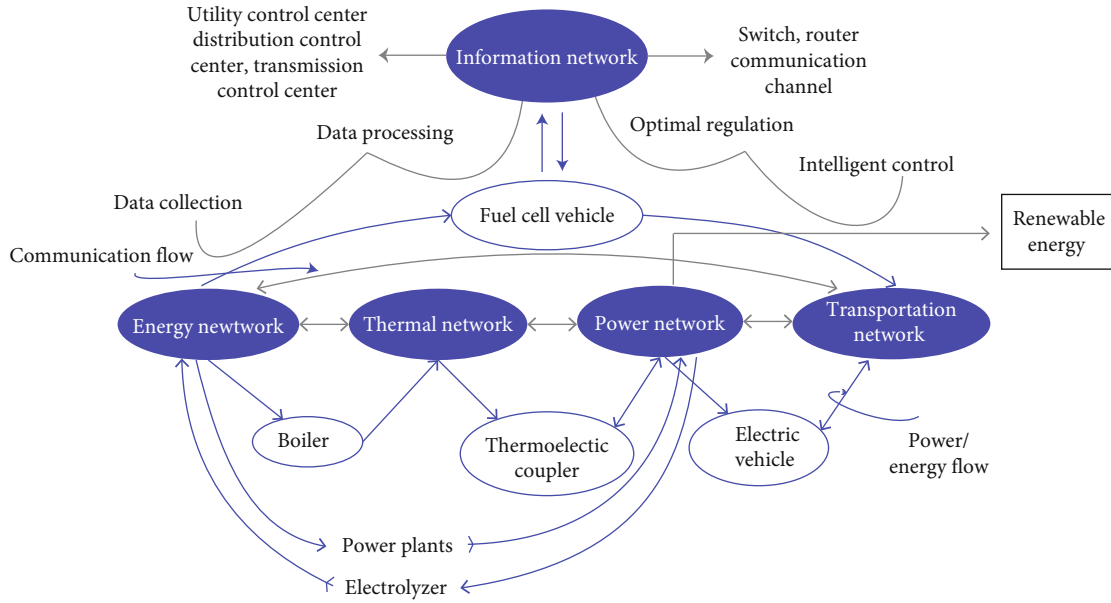 Utility control center
distribution control
center, transmission
control center
Information network
Switch, router
communication
channel
Data processing
Optimal regulation
Intelligent control
Data collection
Fuel cell vehicle
Renewable
energy
Communication flow
Energy newtwork
Thermal network
Power network
Transportation
network
Boiler
Thermoelectic
coupler
Electric
vehicle
Power/
energy flow
Power plants
Electrolyzer